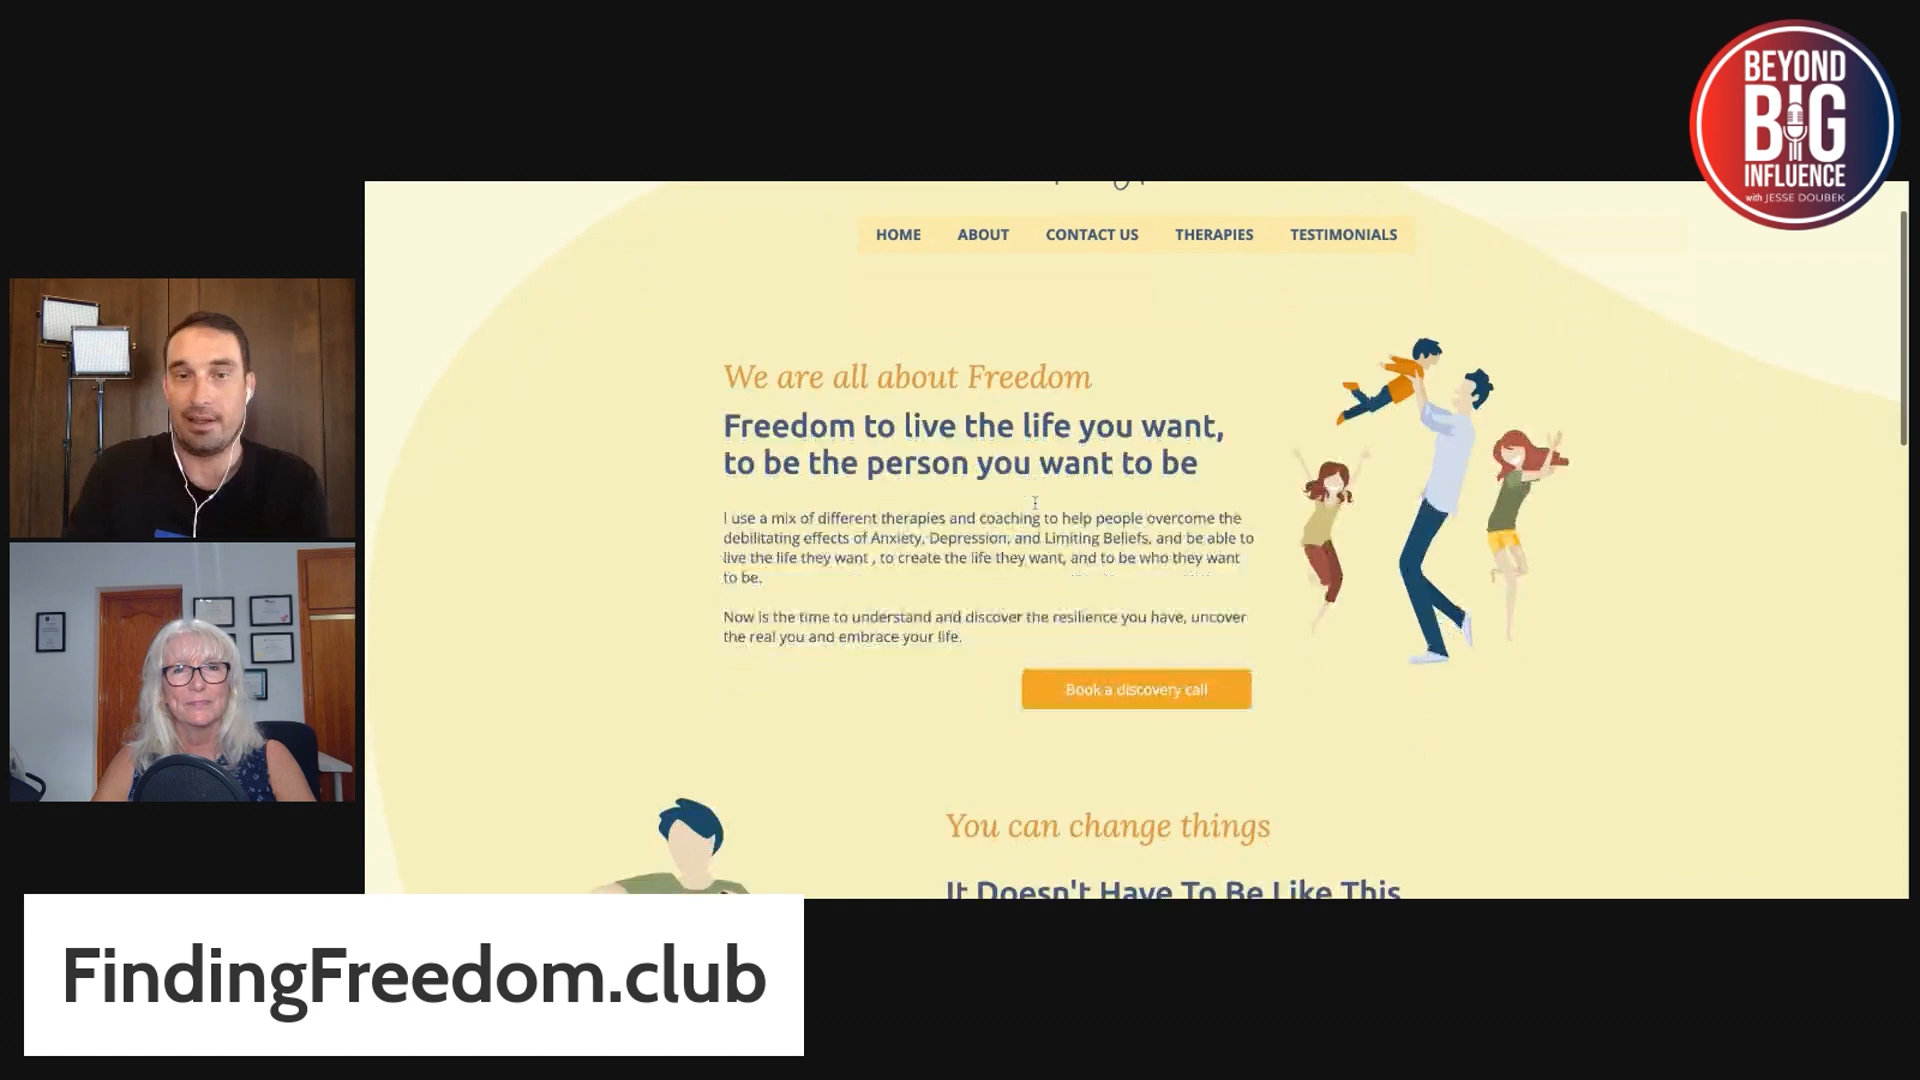 BEYOND
BIG
INFLUENCE
with JESSE DOUBEK
HOME ABOUT CONTACT US THERAPIES TESTIMONIALS
We are all about Freedom
Freedom to live the life you want,
to be the person you want to be
I use a mix of different therapies and coaching to help people overcome the
debilitating effects of Anxiety, Depression, and Limiting Beliefs, and be able to
live the life they want , to create the life they want, and to be who they want
to be.
Now is the time to understand and discover the resilience you have, uncover
the real you and embrace your life.
Book a discovery call
You can change things
It Doesn't Have To Be Like This
FindingFreedom.club